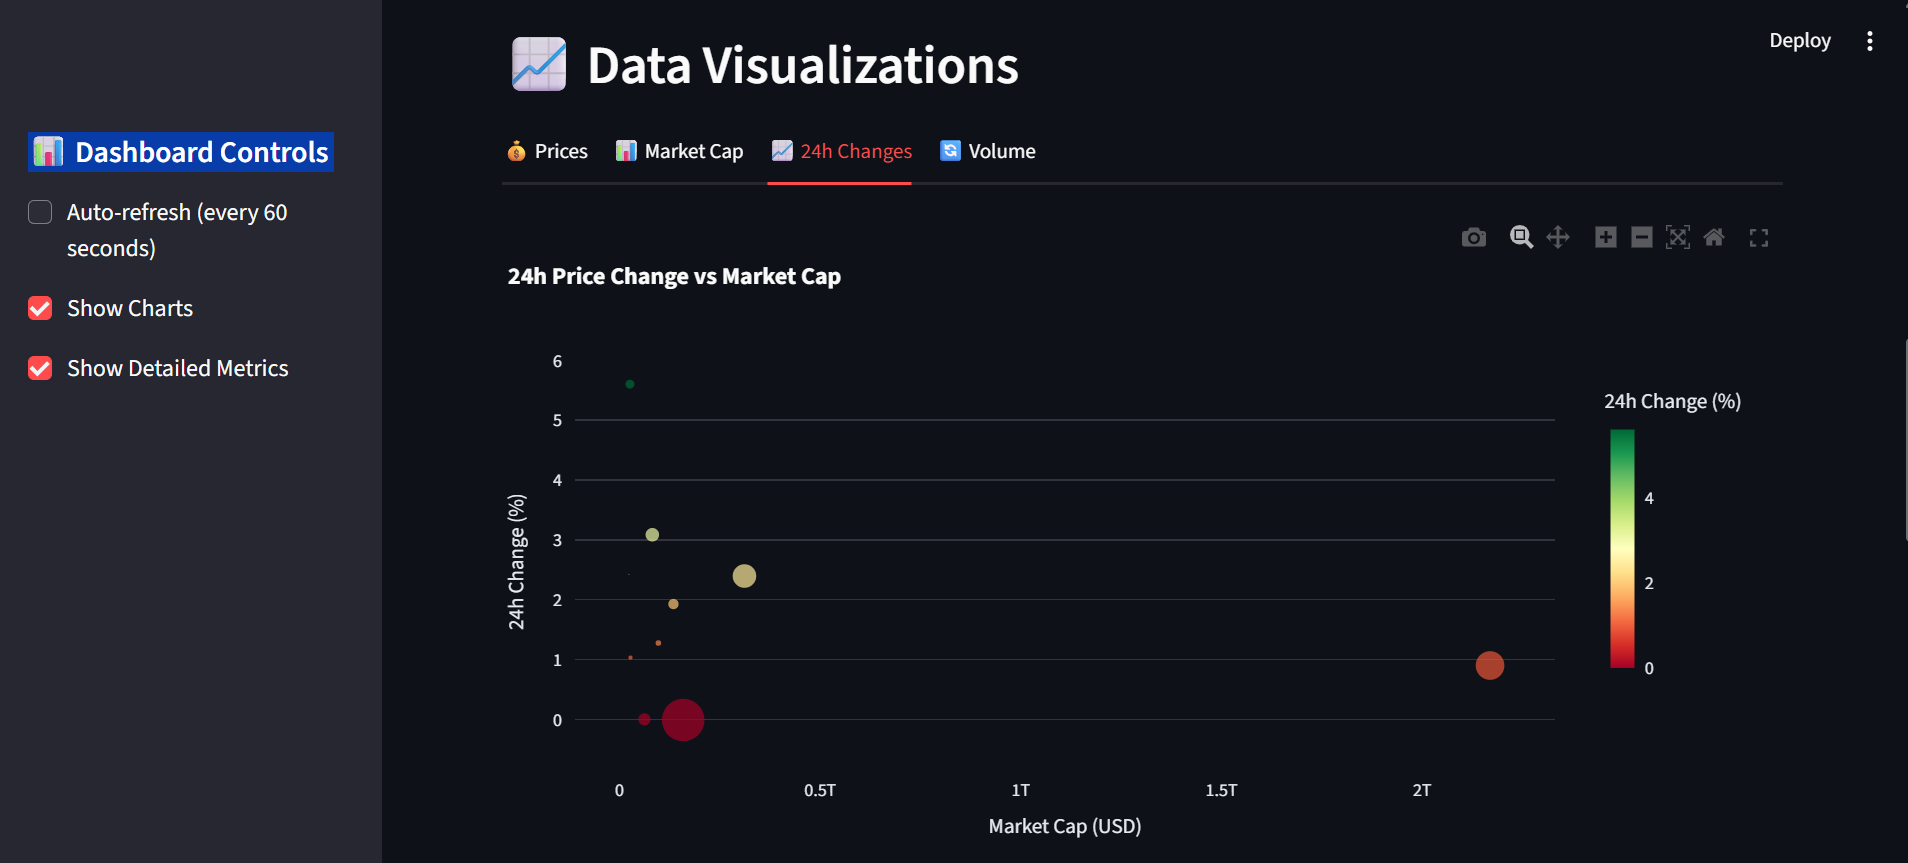 Deploy
Data Visualizations
Dashboard Controls
Auto-refresh (every 60
seconds)
Show Charts
Show Detailed Metrics
Prices
Market Cap
24h Changes
Volume
24h Price Change vs Market Cap
6
5
4
3
2
1
0
24h Change (%)
0
0.5T
1T
1.5T
2T
Market Cap (USD)
24h Change (%)
4
2
0